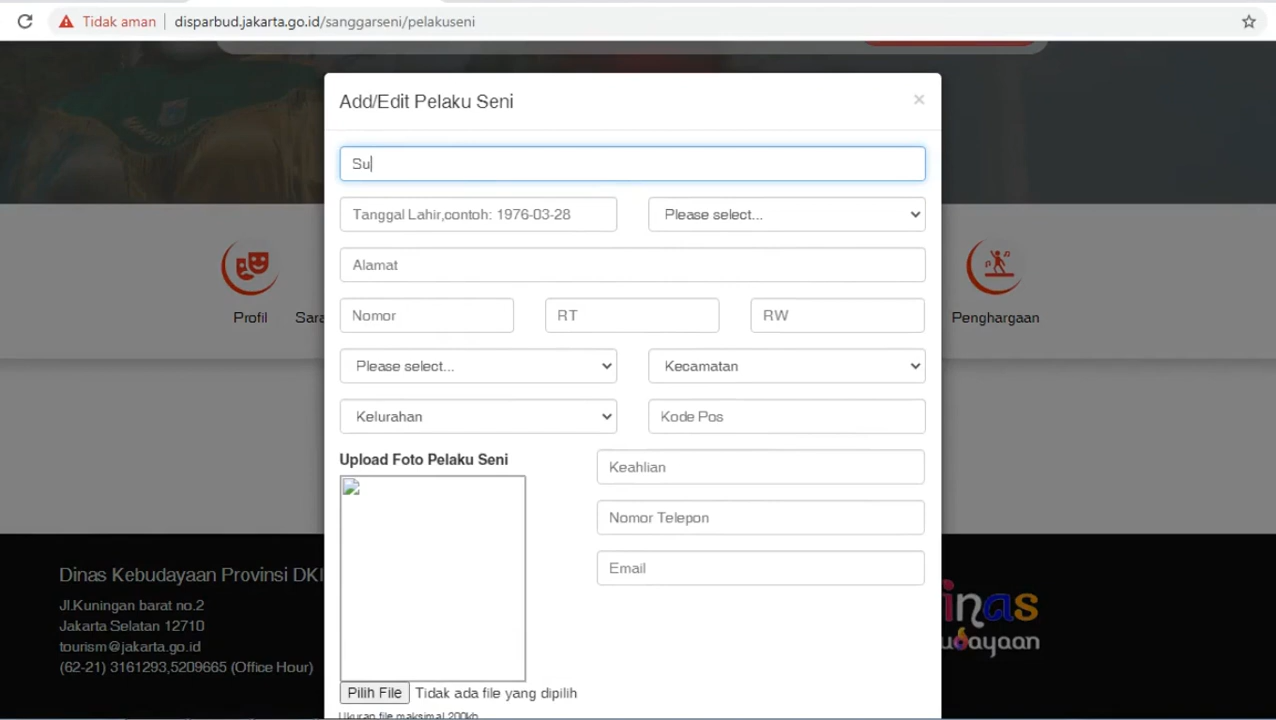 Tidak aman disparbud.jakarta.go.id/sanggarseni/pelakuseni
Add/Edit Pelaku Seni ×
Su
Tanggal Lahir,contoh: 1976-03-28 Please select...
Alamat
Nomor RT RW
Please select... Kecamatan
Kelurahan Kode Pos
Upload Foto Pelaku Seni
Keahlian
Nomor Telepon
Email
Pilih File Tidak ada file yang dipilih
Ukuran file maksimal 200kb
Profil Sara Penghargaan
Dinas Kebudayaan Provinsi DKI
Jl.Kuningan barat no.2
Jakarta Selatan 12710
tourism@jakarta.go.id
(62-21) 3161293,5209665 (Office Hour)
inas
udayaan